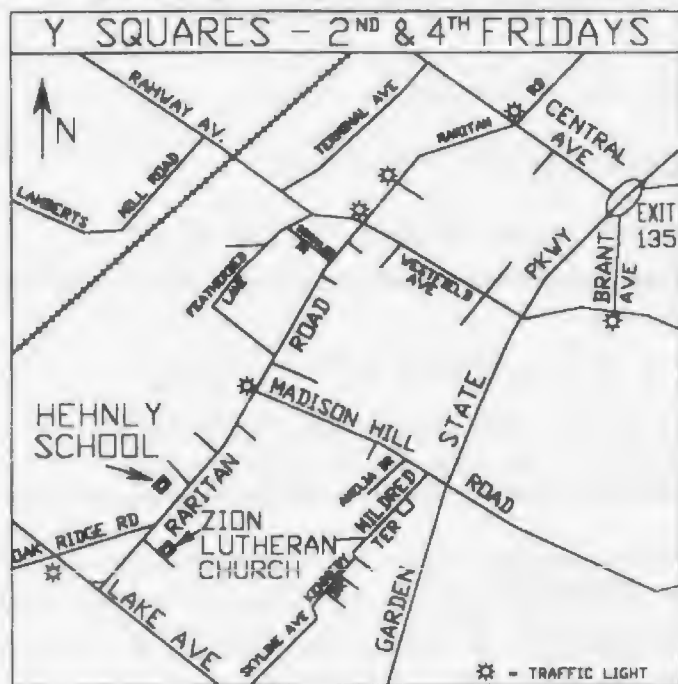 Y SQUARES - 2ND & 4TH FRIDAYS
N
RAHWAY AV.
TERMINAL AVE
RARITAN
RD
CENTRAL
AVE
LAMBERTS
MILL ROAD
EXIT
135
PKWY
BRANT
AVE
FEATHERBED
LANE
WESTFIELD
AVE
ROAD
STATE
MADISON HILL
ROAD
HEHNLY
SCHOOL
RARITAN
AMELIA DR
MILDRED
TER
OAK RIDGE RD
ZION
LUTHERAN
CHURCH
LAKE AVE
SKYLINE AVE
GARDEN
- TRAFFIC LIGHT